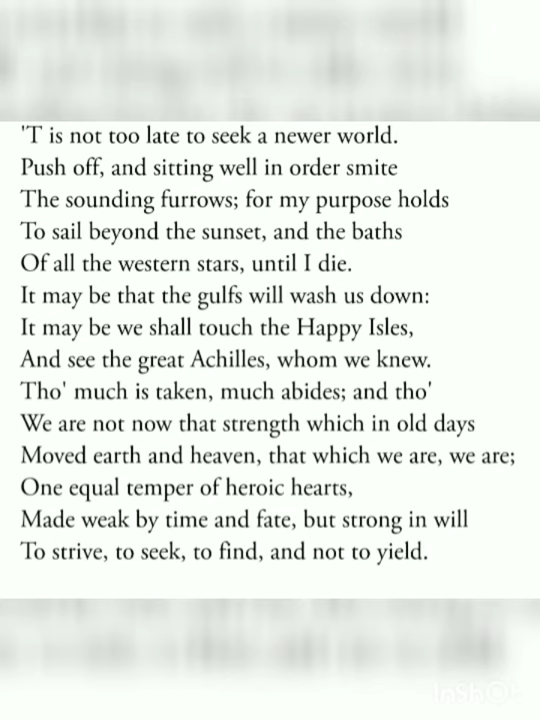 'T is not too late to seek a newer world.
Push off, and sitting well in order smite
The sounding furrows; for my purpose holds
To sail beyond the sunset, and the baths
Of all the western stars, until I die.
It may be that the gulfs will wash us down:
It may be we shall touch the Happy Isles,
And see the great Achilles, whom we knew.
Tho' much is taken, much abides; and tho'
We are not now that strength which in old days
Moved earth and heaven, that which we are, we are;
One equal temper of heroic hearts,
Made weak by time and fate, but strong in will
To strive, to seek, to find, and not to yield.
InShOt